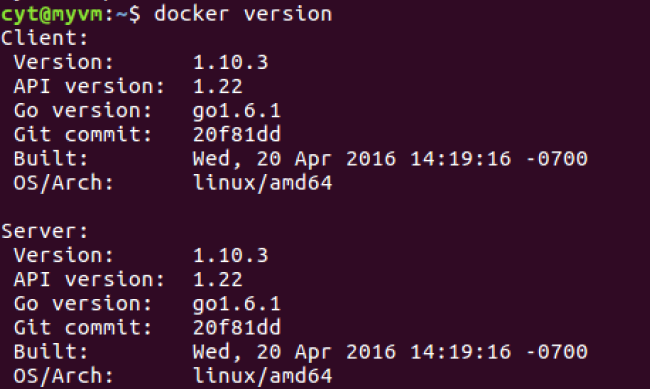 cyt@myvm:~$ docker version
Client:
 Version:      1.10.3
 API version:  1.22
 Go version:   go1.6.1
 Git commit:   20f81dd
 Built:        Wed, 20 Apr 2016 14:19:16 -0700
 OS/Arch:      linux/amd64

Server:
 Version:      1.10.3
 API version:  1.22
 Go version:   go1.6.1
 Git commit:   20f81dd
 Built:        Wed, 20 Apr 2016 14:19:16 -0700
 OS/Arch:      linux/amd64